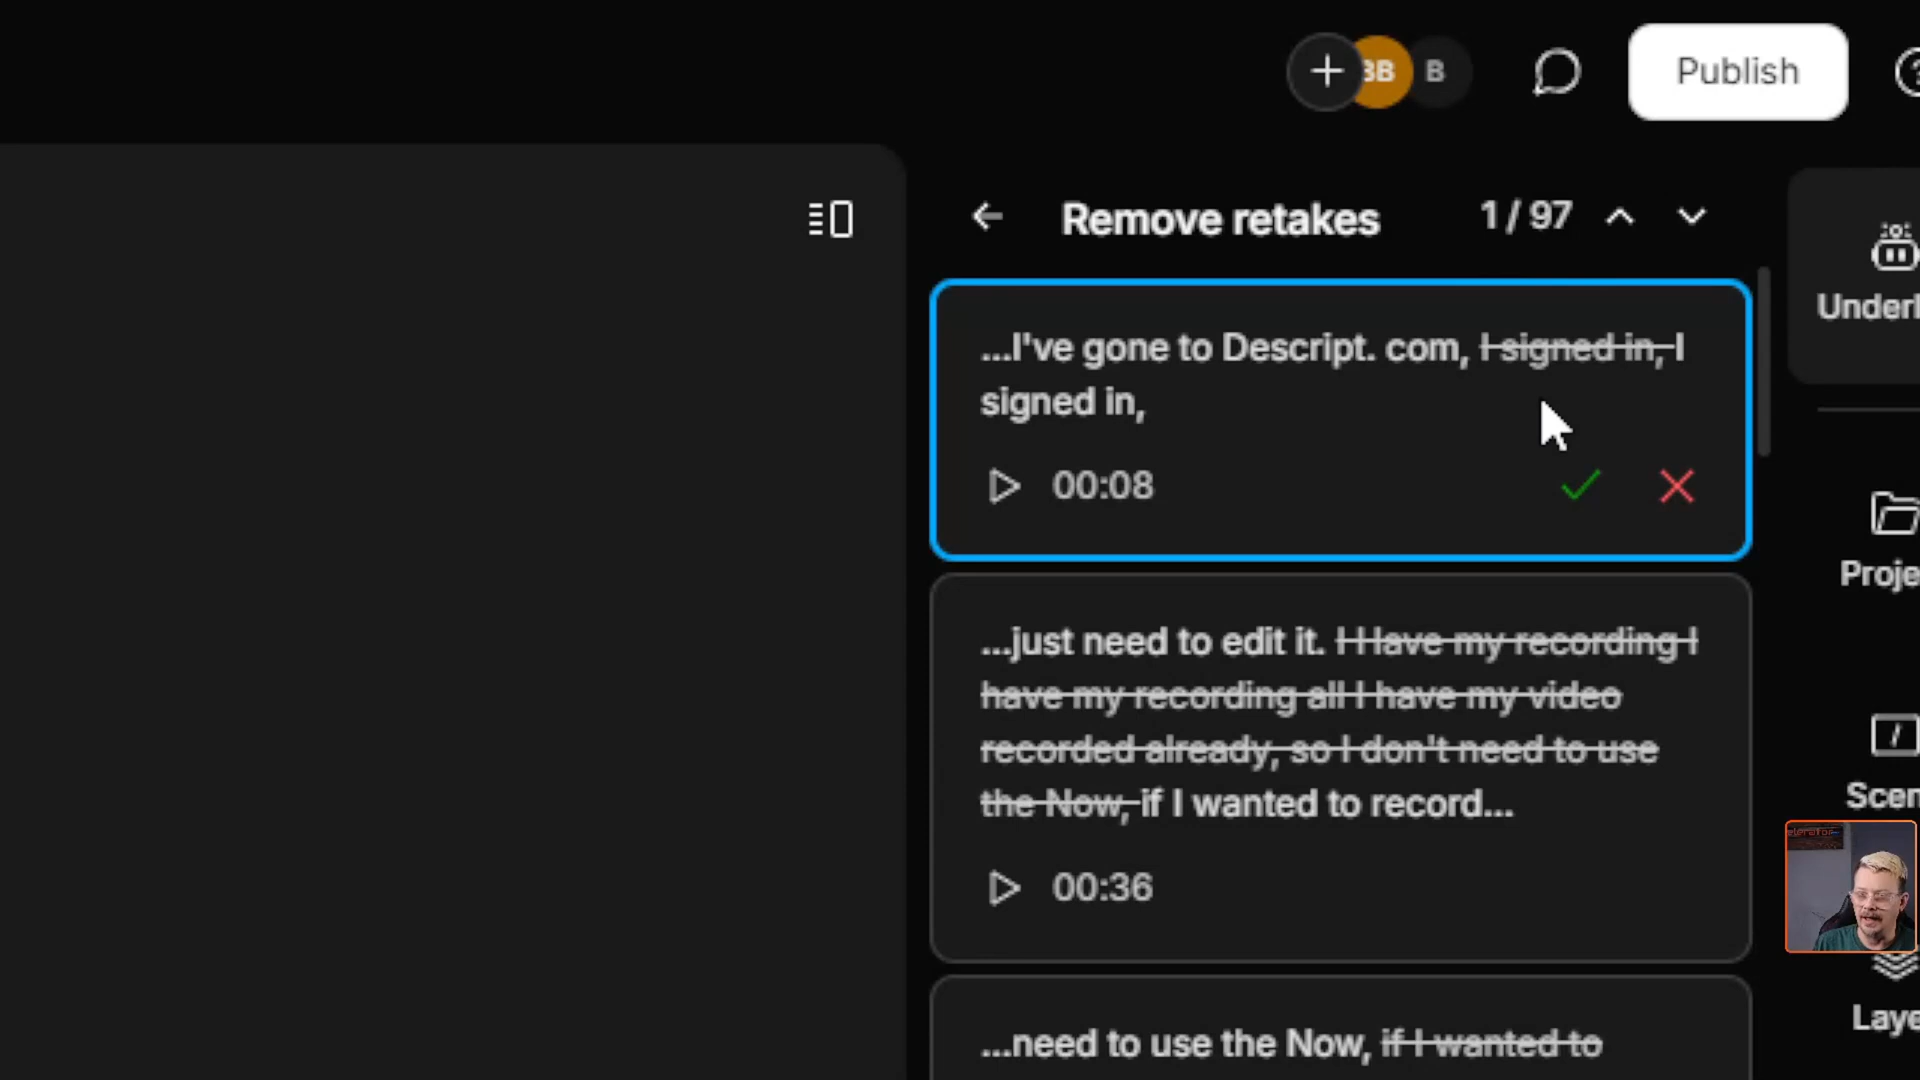 BB B Publish
Remove retakes 1 / 97
Underl
...I've gone to Descript. com, I signed in, I
signed in,
00:08
Proje
...just need to edit it. I I Have my recording I
have my recording all I have my video
recorded already, so I don't need to use
the Now, if I wanted to record...
Scen
00:36
Laye
...need to use the Now, if I wanted to